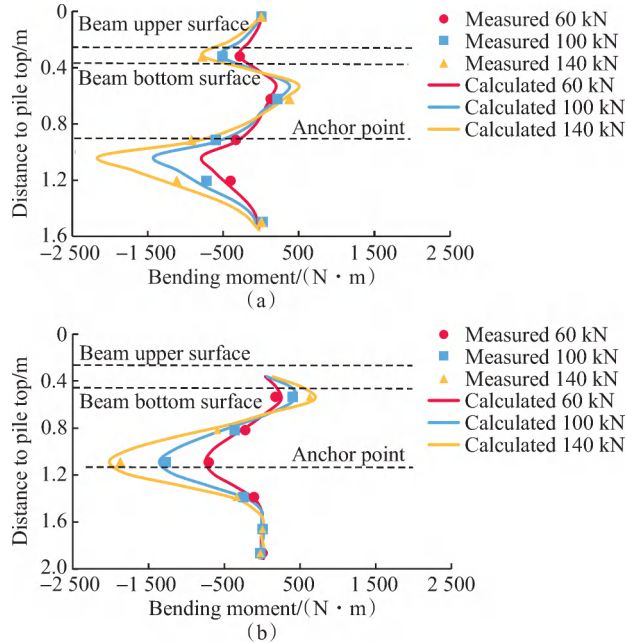 0
Beam upper surface
0.4
Beam bottom surface
0.8
Anchor point
1.2
1.6
Distance to pile top/m
−2 500
−1 500
−500
500
1 500
2 500
Bending moment/(N・m)
(a)
Measured 60 kN
Measured 100 kN
Measured 140 kN
Calculated 60 kN
Calculated 100 kN
Calculated 140 kN
0
Beam upper surface
0.4
Beam bottom surface
0.8
Anchor point
1.2
1.6
2.0
Distance to pile top/m
−2 500
−1 500
−500
500
1 500
2 500
Bending moment/(N・m)
(b)
Measured 60 kN
Measured 100 kN
Measured 140 kN
Calculated 60 kN
Calculated 100 kN
Calculated 140 kN